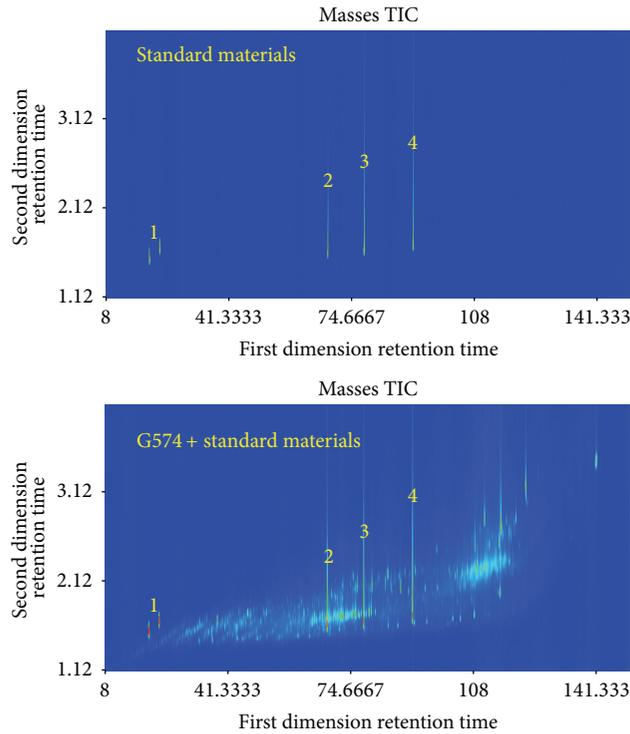 Masses TIC
Standard materials
Second dimension
retention time
3.12
2.12
1.12
1
2
3
4
8 41.3333 74.6667 108 141.333
First dimension retention time
Masses TIC
G574 + standard materials
Second dimension
retention time
3.12
2.12
1.12
1
2
3
4
8 41.3333 74.6667 108 141.333
First dimension retention time